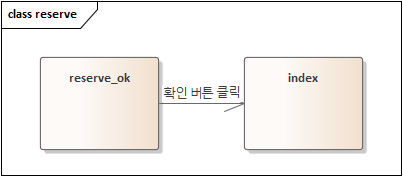 class reserve
reserve_ok
확인 버튼 클릭
index